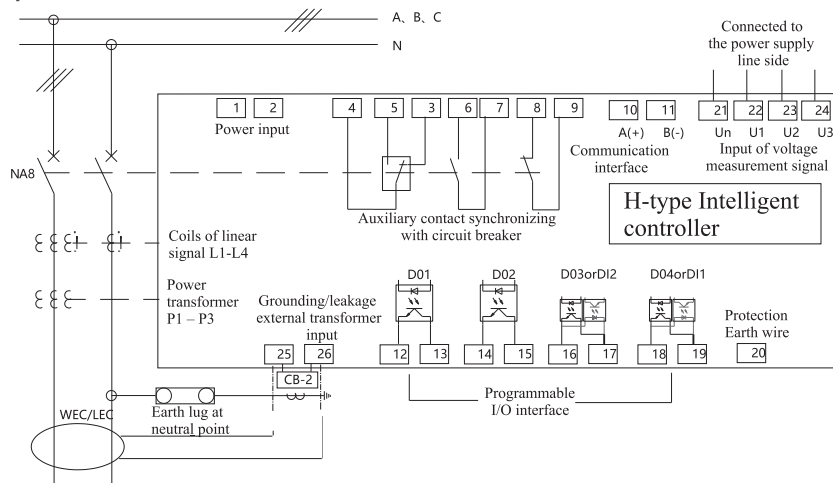 A、B、C
N
1 2 4 5 3 6 7 8 9 10 11 21 22 23 24
Connected to
the power supply
line side
Power input
A(+) B(-)
Un U1 U2 U3
Communication
interface
Input of voltage
measurement signal
NA8
Auxiliary contact synchronizing
with circuit breaker
H-type Intelligent
controller
Coils of linear
signal L1-L4
Power
transformer
P1 – P3
Grounding/leakage
external transformer
input
D01
D02
D03orDI2
D04orDI1
Protection
Earth wire
25 26 12 13 14 15 16 17 18 19 20
CB-2
Programmable
I/O interface
Earth lug at
neutral point
WEC/LEC